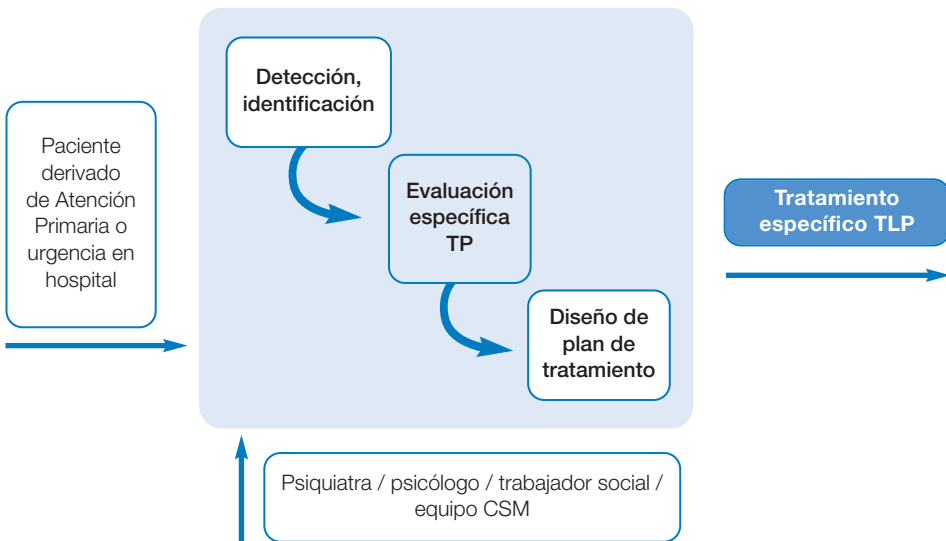 Paciente
derivado
de Atención
Primaria o
urgencia en
hospital
Detección,
identificación
Evaluación
específica
TP
Diseño de
plan de
tratamiento
Tratamiento
específico TLP
Psiquiatra / psicólogo / trabajador social /
equipo CSM